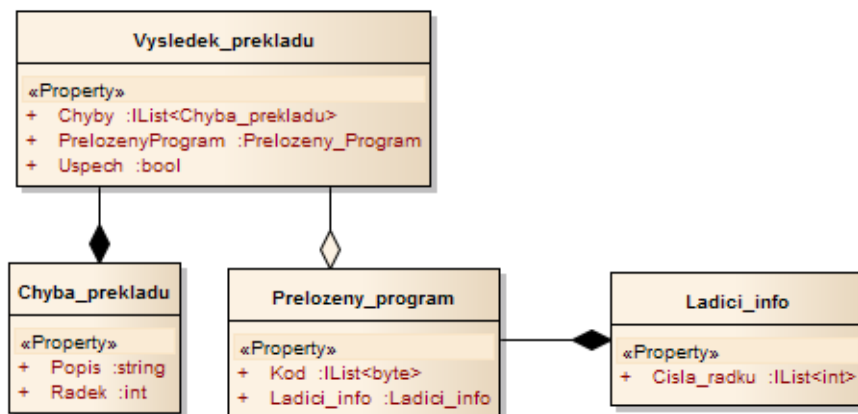 Vysledek_prekladu
«Property»
+ Chyby :IList<Chyba_prekladu>
+ PrelozenyProgram :Prelozeny_Program
+ Uspech :bool
Chyba_prekladu
«Property»
+ Popis :string
+ Radek :int
Prelozeny_program
«Property»
+ Kod :IList<byte>
+ Ladici_info :Ladici_info
Ladici_info
«Property»
+ Cisla_radku :IList<int>